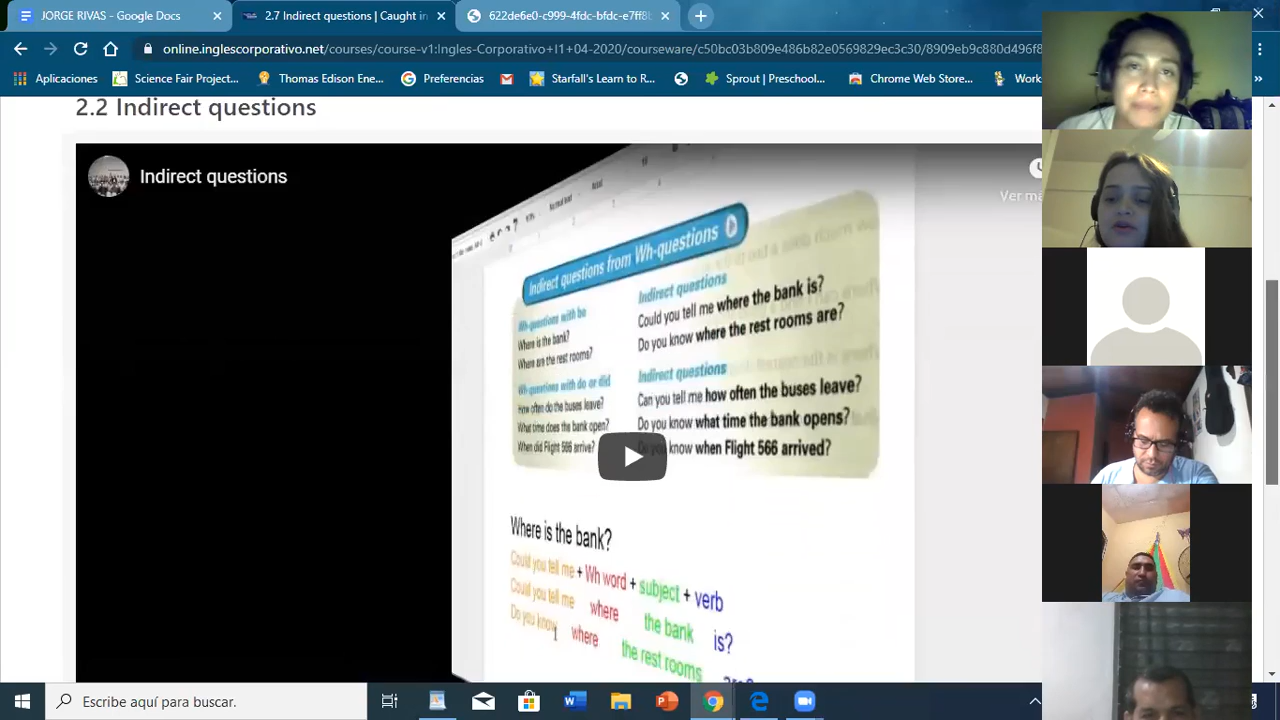 JORGE RIVAS - Google Docs
2.7 Indirect questions | Caught in
622de6e0-c999-4fdc-bfdc-e7ff8b
online.inglescorporativo.net/courses/course-v1:Ingles-Corporativo+I1+04-2020/courseware/c50bc03b809e486b82e0569829ec3c30/8909eb9c880d496f8
Aplicaciones
Science Fair Project...
Thomas Edison Ene...
Preferencias
Starfall's Learn to R...
Sprout | Preschool...
Chrome Web Store...
Work
2.2 Indirect questions
Indirect questions
Ver má
Indirect questions from Wh-questions
Wh-questions with be
Where is the bank?
Where are the rest rooms?
Indirect questions
Could you tell me where the bank is?
Do you know where the rest rooms are?
Wh-questions with do or did
How often do the buses leave?
What time does the bank open?
When did Flight 566 arrive?
Indirect questions
Can you tell me how often the buses leave?
Do you know what time the bank opens?
Do you know when Flight 566 arrived?
Where is the bank?
Could you tell me + Wh word + subject + verb
Could you tell me where the bank is?
Do you know where the rest rooms are?
Escribe aquí para buscar.